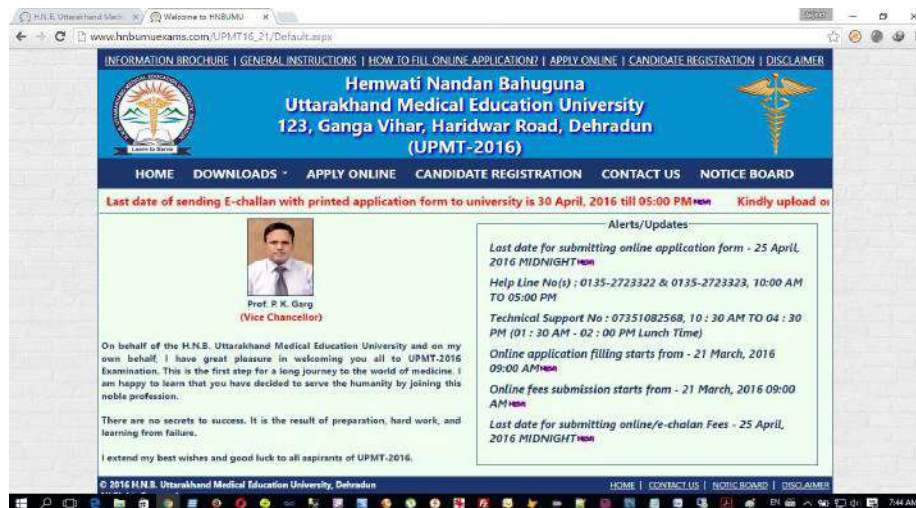 Welcome to HNBUMU
www.hnbumuexams.com/UPMT16_21/Default.aspx
INFORMATION BROCHURE | GENERAL INSTRUCTIONS | HOW TO FILL ONLINE APPLICATION? | APPLY ONLINE | CANDIDATE REGISTRATION | DISCLAIMER
Hemwati Nandan Bahuguna
Uttarakhand Medical Education University
123, Ganga Vihar, Haridwar Road, Dehradun
(UPMT-2016)
Learn to Serve
HOME DOWNLOADS APPLY ONLINE CANDIDATE REGISTRATION CONTACT US NOTICE BOARD
Last date of sending E-challan with printed application form to university is 30 April, 2016 till 05:00 PM Kindly upload
Prof. P. K. Garg
(Vice Chancellor)
On behalf of the H.N.B. Uttarakhand Medical Education University and on my
own behalf, I have great pleasure in welcoming you all to UPMT-2016
Examination. This is the first step for a long journey to the world of medicine. I
am happy to learn that you have decided to serve the humanity by joining this
noble profession.
There are no secrets to success. It is the result of preparation, hard work, and
learning from failure.
I extend my best wishes and good luck to all aspirants of UPMT-2016.
Alerts/Updates
Last date for submitting online application form - 25 April,
2016 MIDNIGHT
Help Line No(s) : 0135-2723322 & 0135-2723323, 10:00 AM
TO 05:00 PM
Technical Support No : 07351082568, 10 : 30 AM TO 04 : 30
PM (01 : 30 AM - 02 : 00 PM Lunch Time)
Online application filling starts from - 21 March, 2016
09:00 AM
Online fees submission starts from - 21 March, 2016 09:00
AM
Last date for submitting online/e-chalan Fees - 25 April,
2016 MIDNIGHT
© 2016 H.N.B. Uttarakhand Medical Education University, Dehradun
HOME | CONTACT US | NOTICE BOARD | DISCLAIMER
EN 7:44 AM